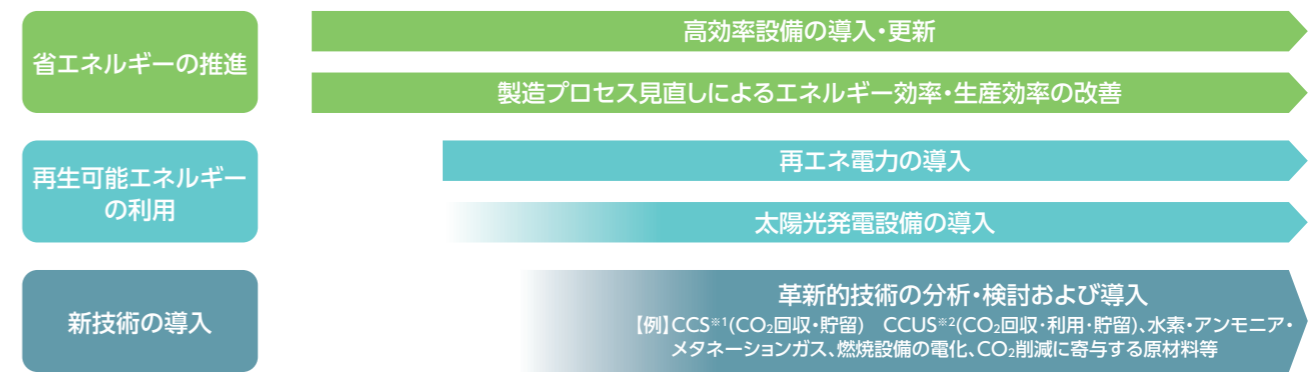 省エネルギーの推進
高効率設備の導入・更新
製造プロセス見直しによるエネルギー効率・生産効率の改善
再生可能エネルギー
の利用
再エネ電力の導入
太陽光発電設備の導入
新技術の導入
革新的技術の分析・検討および導入
【例】CCS※1(CO₂回収・貯留)　CCUS※2(CO₂回収・利用・貯留)、水素・アンモニア・
メタネーションガス、燃焼設備の電化、CO₂削減に寄与する原材料等